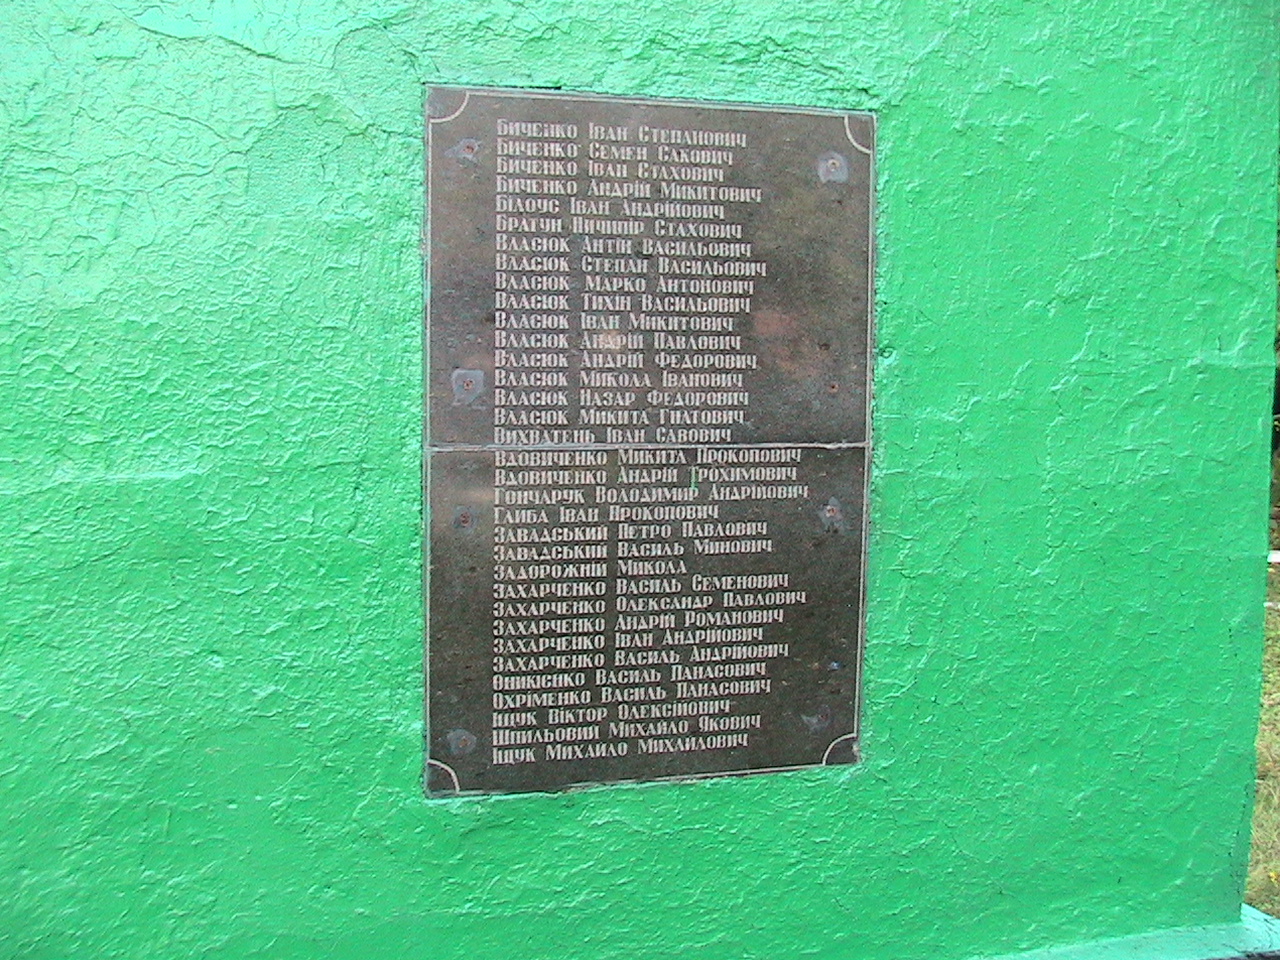 Биченко Іван Степанович
Биченко Семен Сакович
Биченко Іван Стахович
Биченко Андрій Микитович
Білоус Іван Андрійович
Братун Ничипір Стахович
Власюк Антін Васильович
Власюк Степан Васильович
Власюк Марко Антонович
Власюк Тихін Васильович
Власюк Іван Микитович
Власюк Андрій Павлович
Власюк Андрій Федорович
Власюк Микола Іванович
Власюк Назар Федорович
Власюк Микита Гнатович
Вихватень Іван Савович
Вдовиченко Микита Прокопович
Вдовиченко Андрій Трохимович
Гончарук Володимир Андрійович
Глиба Іван Прокопович
Завадський Петро Павлович
Завадський Василь Минович
Задорожній Микола
Захарченко Василь Семенович
Захарченко Олександр Павлович
Захарченко Андрій Романович
Захарченко Іван Андрійович
Захарченко Василь Андрійович
Оникієнко Василь Панасович
Охріменко Василь Панасович
Іщук Віктор Олексійович
Шпильовий Михайло Якович
Іщук Михайло Михайлович